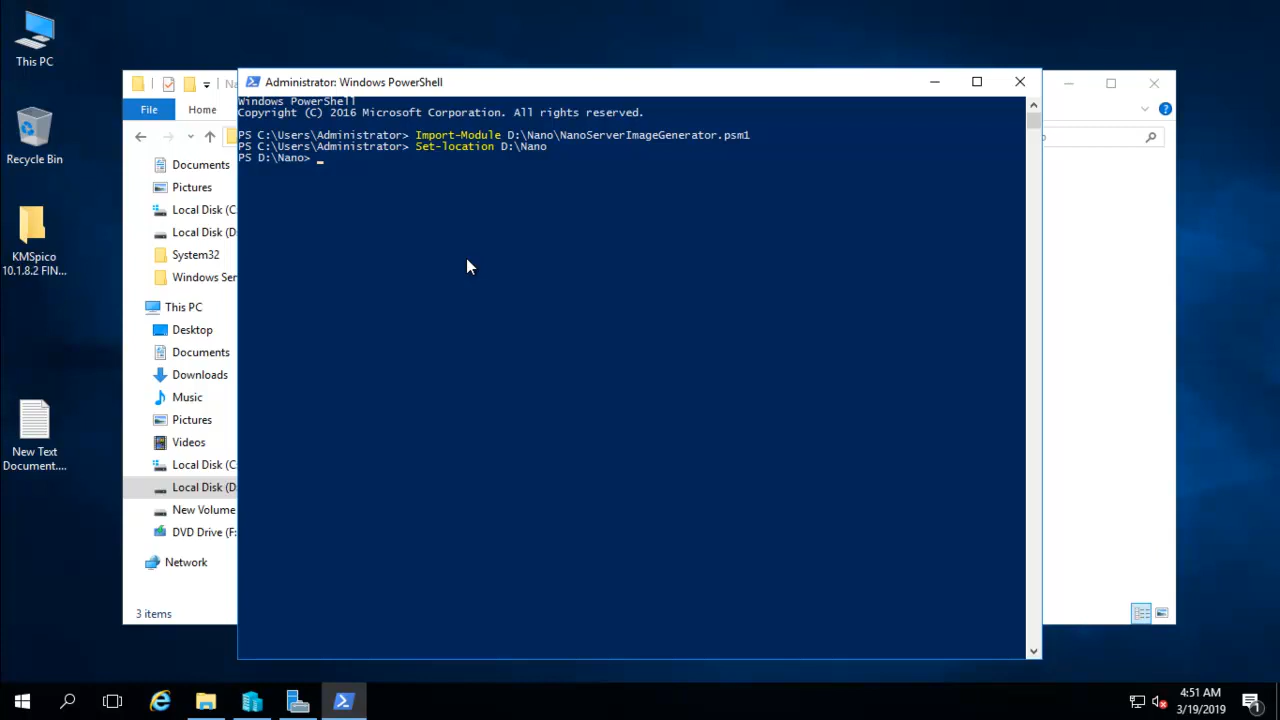 This PC
Recycle Bin
KMSpico
10.1.8.2 FIN...
New Text
Document....
Na
File
Home
Documents
Pictures
Local Disk (C
Local Disk (D
System32
Windows Ser
This PC
Desktop
Documents
Downloads
Music
Pictures
Videos
Local Disk (C
Local Disk (D
New Volume
DVD Drive (F:
Network
3 items
Administrator: Windows PowerShell
Windows PowerShell
Copyright (C) 2016 Microsoft Corporation. All rights reserved.
PS C:\Users\Administrator> Import-Module D:\Nano\NanoServerImageGenerator.psm1
PS C:\Users\Administrator> Set-location D:\Nano
PS D:\Nano> _
4:51 AM
3/19/2019
1